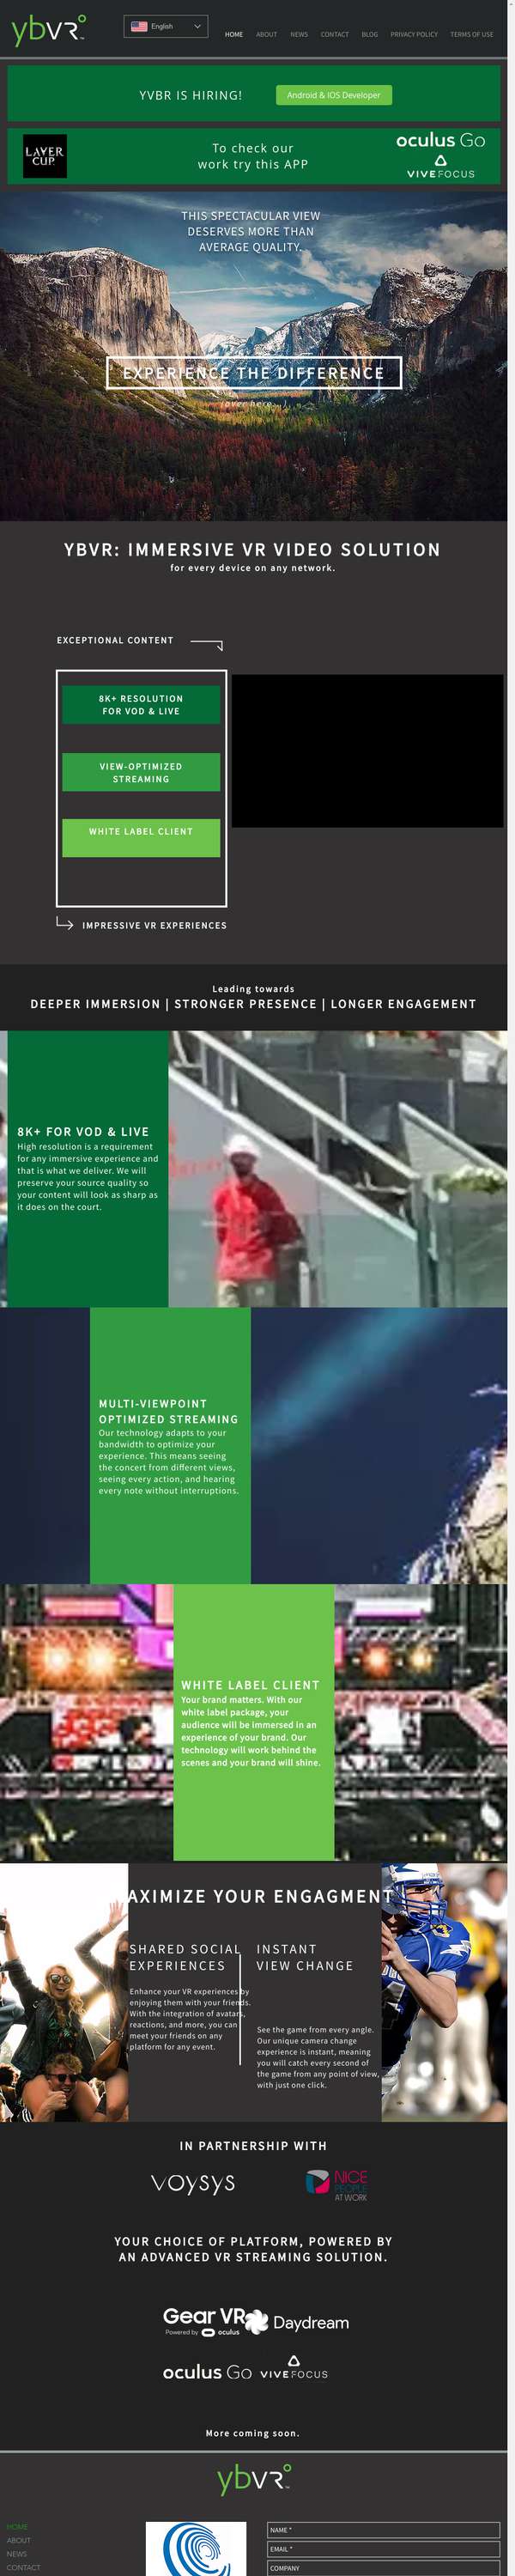 ybvr
English
HOME ABOUT NEWS CONTACT BLOG PRIVACY POLICY TERMS OF USE
YVBR IS HIRING!
Android & IOS Developer
LAVER CUP
To check our
work try this APP
oculus Go
VIVE FOCUS
THIS SPECTACULAR VIEW
DESERVES MORE THAN
AVERAGE QUALITY.
EXPERIENCE THE DIFFERENCE
over here
YBVR: IMMERSIVE VR VIDEO SOLUTION
for every device on any network.
EXCEPTIONAL CONTENT
8K+ RESOLUTION
FOR VOD & LIVE
VIEW-OPTIMIZED
STREAMING
WHITE LABEL CLIENT
IMPRESSIVE VR EXPERIENCES
Leading towards
DEEPER IMMERSION | STRONGER PRESENCE | LONGER ENGAGEMENT
8K+ FOR VOD & LIVE
High resolution is a requirement
for any immersive experience and
that is what we deliver. We will
preserve your source quality so
your content will look as sharp as
it does on the court.
MULTI-VIEWPOINT
OPTIMIZED STREAMING
Our technology adapts to your
bandwidth to optimize your
experience. This means seeing
the concert from different views,
seeing every action, and hearing
every note without interruptions.
WHITE LABEL CLIENT
Your brand matters. With our
white label package, your
audience will be immersed in an
experience of your brand. Our
technology will work behind the
scenes and your brand will shine.
AXIMIZE YOUR ENGAGMENT
SHARED SOCIAL
EXPERIENCES
Enhance your VR experiences by
enjoying them with your friends.
With the integration of avatars,
reactions, and more, you can
meet your friends on any
platform for any event.
INSTANT
VIEW CHANGE
See the game from every angle.
Our unique camera change
experience is instant, meaning
you will catch every second of
the game from any point of view,
with just one click.
IN PARTNERSHIP WITH
voysys
NICE
PEOPLE
AT WORK
YOUR CHOICE OF PLATFORM, POWERED BY
AN ADVANCED VR STREAMING SOLUTION.
Gear VR
Powered by oculus
Daydream
oculus Go
VIVE FOCUS
More coming soon.
ybvr
HOME
ABOUT
NEWS
CONTACT
NAME *
EMAIL *
COMPANY